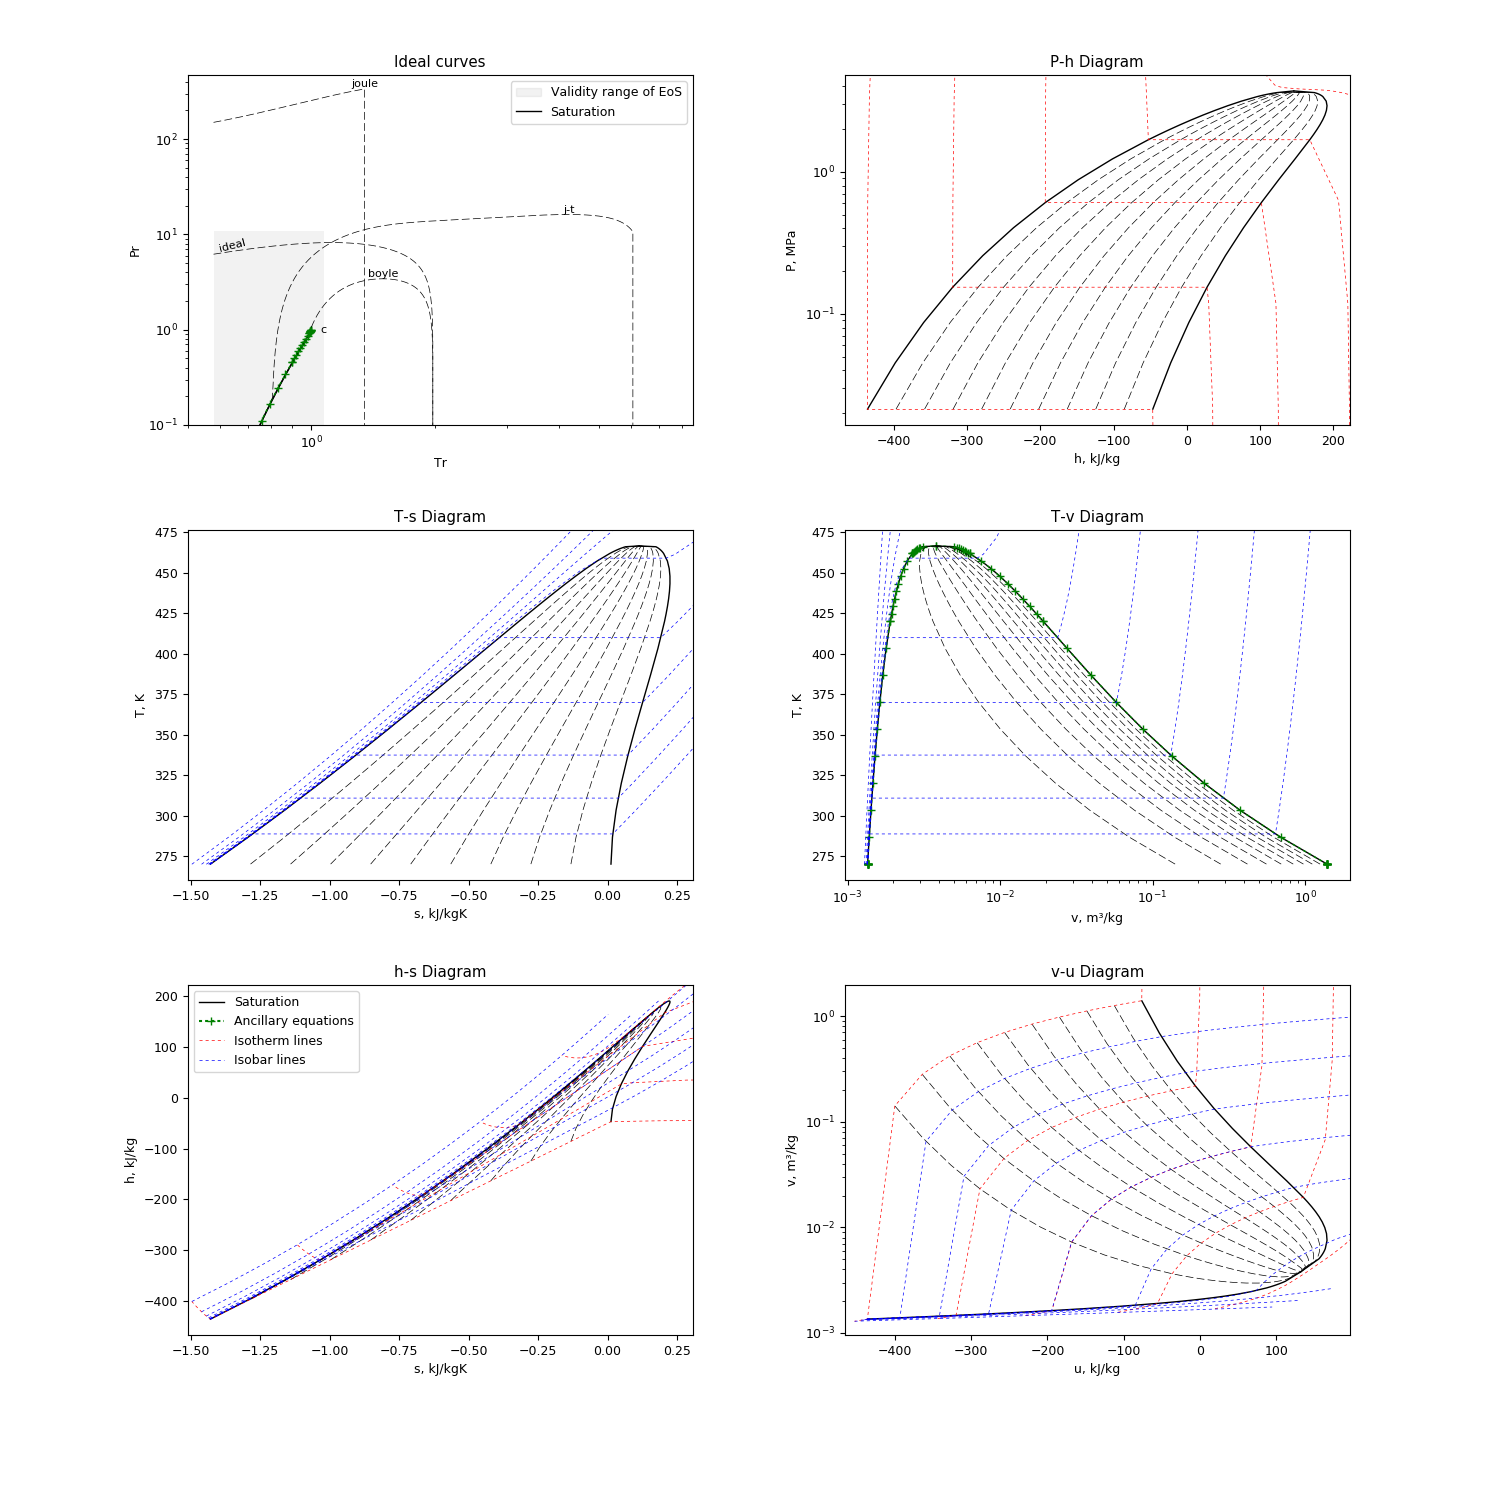 Ideal curves
Validity range of EoS
Saturation
joule
j-t
ideal
boyle
c
10² 10¹ 10⁰ 10⁻¹
Pr
10⁰
Tr
P-h Diagram
10⁰ 10⁻¹
P, MPa
−400 −300 −200 −100 0 100 200
h, kJ/kg
T-s Diagram
475 450 425 400 375 350 325 300 275
T, K
−1.50 −1.25 −1.00 −0.75 −0.50 −0.25 0.00 0.25
s, kJ/kgK
T-v Diagram
475 450 425 400 375 350 325 300 275
T, K
10⁻³ 10⁻² 10⁻¹ 10⁰
v, m³/kg
h-s Diagram
Saturation
Ancillary equations
Isotherm lines
Isobar lines
200 100 0 −100 −200 −300 −400
h, kJ/kg
−1.50 −1.25 −1.00 −0.75 −0.50 −0.25 0.00 0.25
s, kJ/kgK
v-u Diagram
10⁰ 10⁻¹ 10⁻² 10⁻³
v, m³/kg
−400 −300 −200 −100 0 100
u, kJ/kg